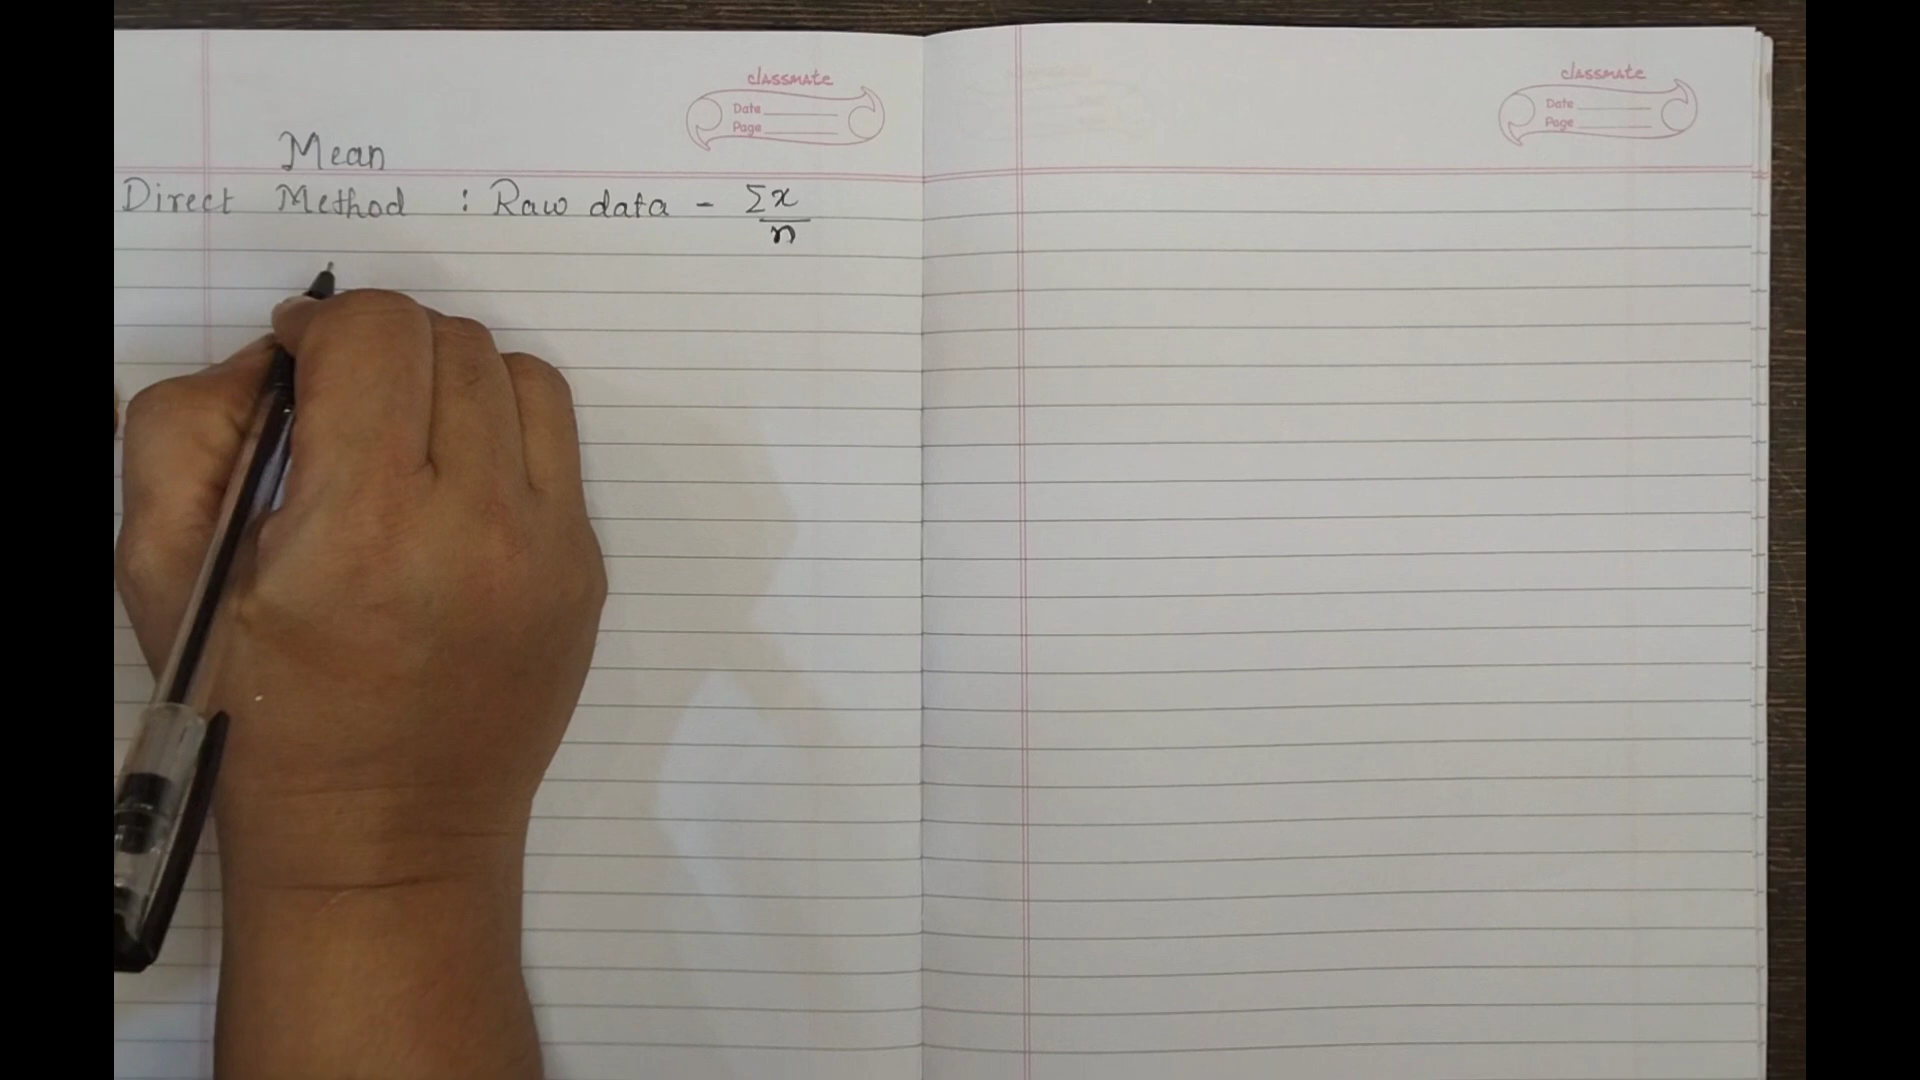 classmate
Date
Page
classmate
Date
Page
Mean
Direct Method : Raw data - Σx
n